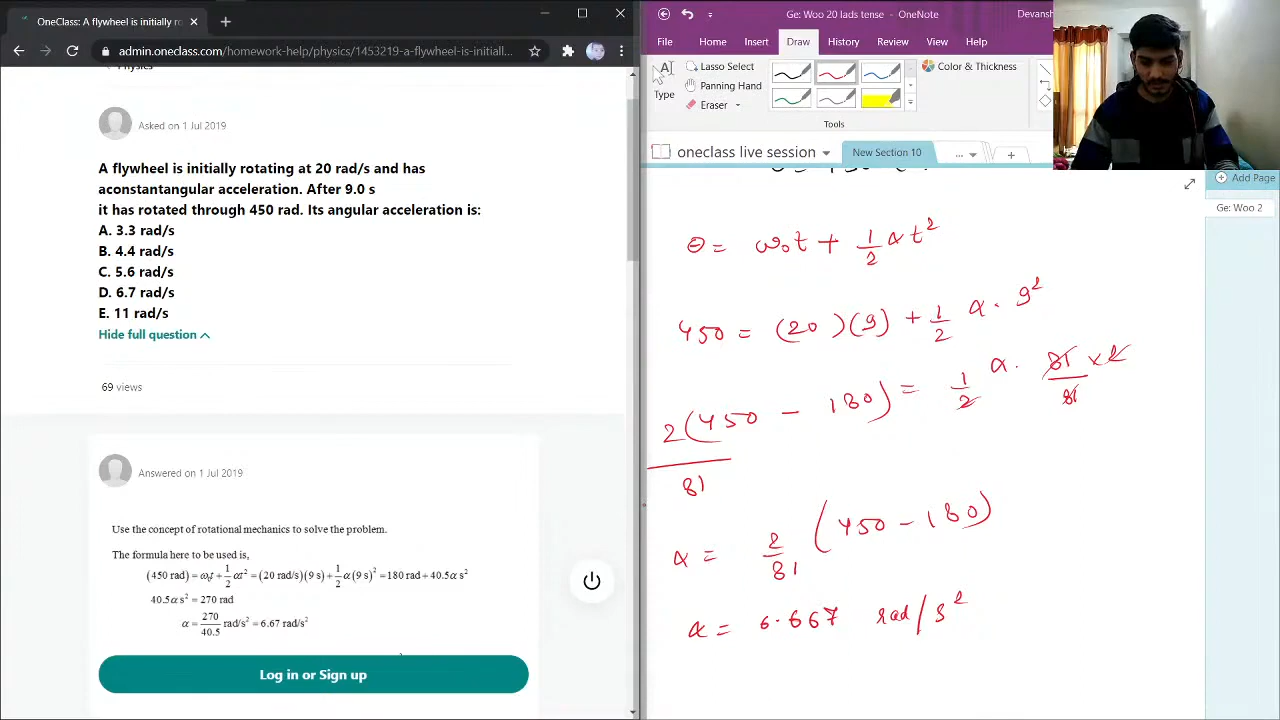 OneClass: A flywheel is initially ro
admin.oneclass.com/homework-help/physics/1453219-a-flywheel-is-initiall...
Physics
Asked on 1 Jul 2019
A flywheel is initially rotating at 20 rad/s and has
aconstantangular acceleration. After 9.0 s
it has rotated through 450 rad. Its angular acceleration is:
A. 3.3 rad/s
B. 4.4 rad/s
C. 5.6 rad/s
D. 6.7 rad/s
E. 11 rad/s
Hide full question
69 views
Answered on 1 Jul 2019
Use the concept of rotational mechanics to solve the problem.
The formula here to be used is,
(450 rad) = ω₀t + 1/2 αt² = (20 rad/s)(9 s) + 1/2 α(9 s)² = 180 rad + 40.5α s²
40.5α s² = 270 rad
α = 270/40.5 rad/s² = 6.67 rad/s²
Log in or Sign up
Ge: Woo 20 lads tense - OneNote
Devansh
File Home Insert Draw History Review View Help
Type
Lasso Select
Panning Hand
Eraser
Color & Thickness
Tools
oneclass live session
New Section 10
...
Add Page
Ge: Woo 2
θ = ω₀t + 1/2 α t²
450 = (20)(9) + 1/2 α · 9²
2(450 - 180)/81 = 1/2 α · 81/81 × 2
α = 2/81 (450 - 180)
α = 6.667 rad/s²